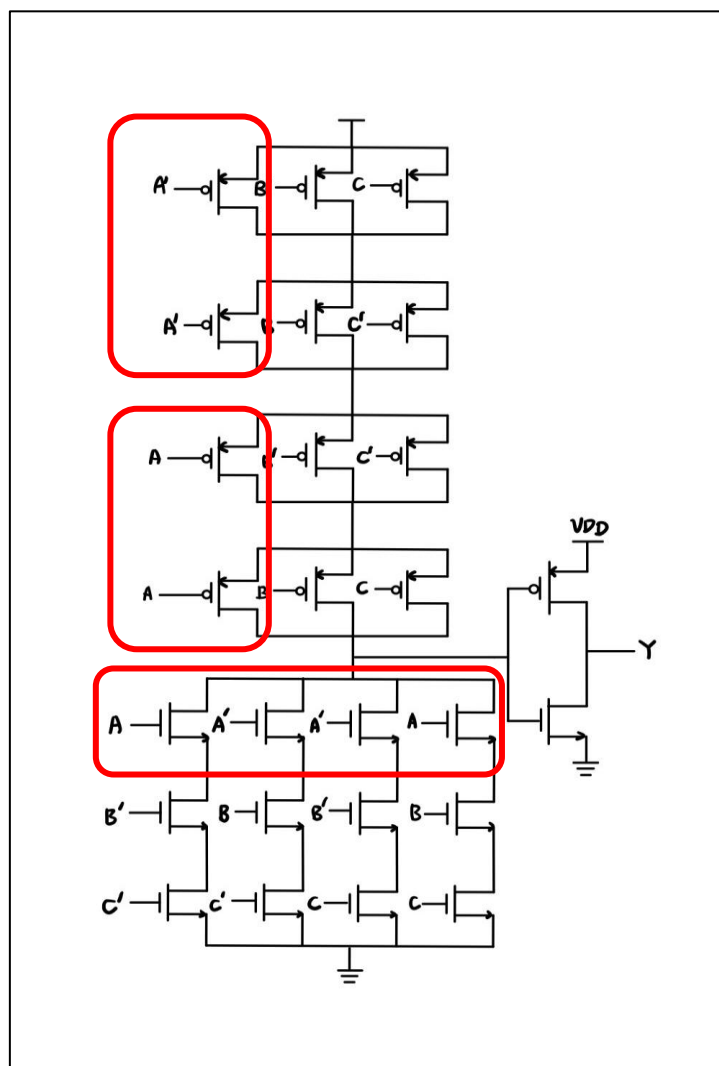 A' B C
A' B C'
A B' C'
VDD
A B C
Y
A A' A' A
B' B B' B
C' C' C C